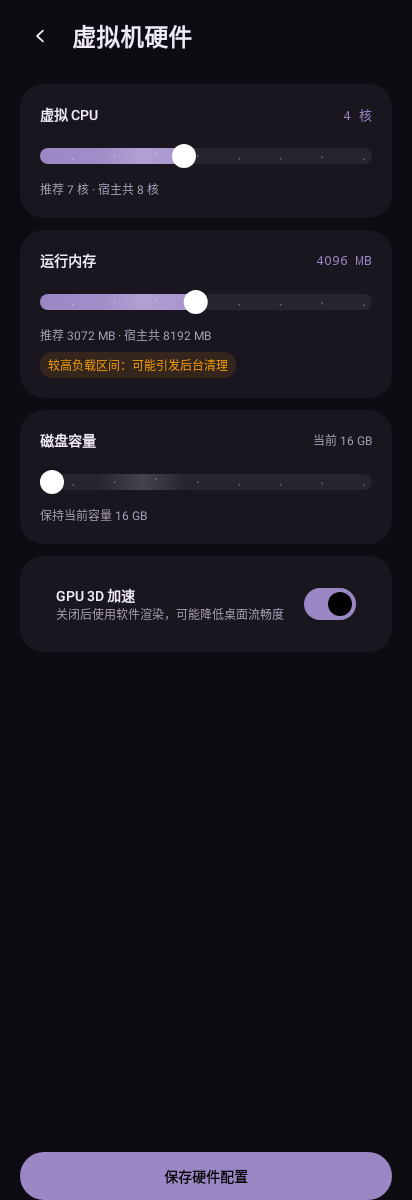 虚拟机硬件
虚拟 CPU
4 核
推荐 7 核 · 宿主共 8 核
运行内存
4096 MB
推荐 3072 MB · 宿主共 8192 MB
较高负载区间：可能引发后台清理
磁盘容量
当前 16 GB
保持当前容量 16 GB
GPU 3D 加速
关闭后使用软件渲染，可能降低桌面流畅度
保存硬件配置